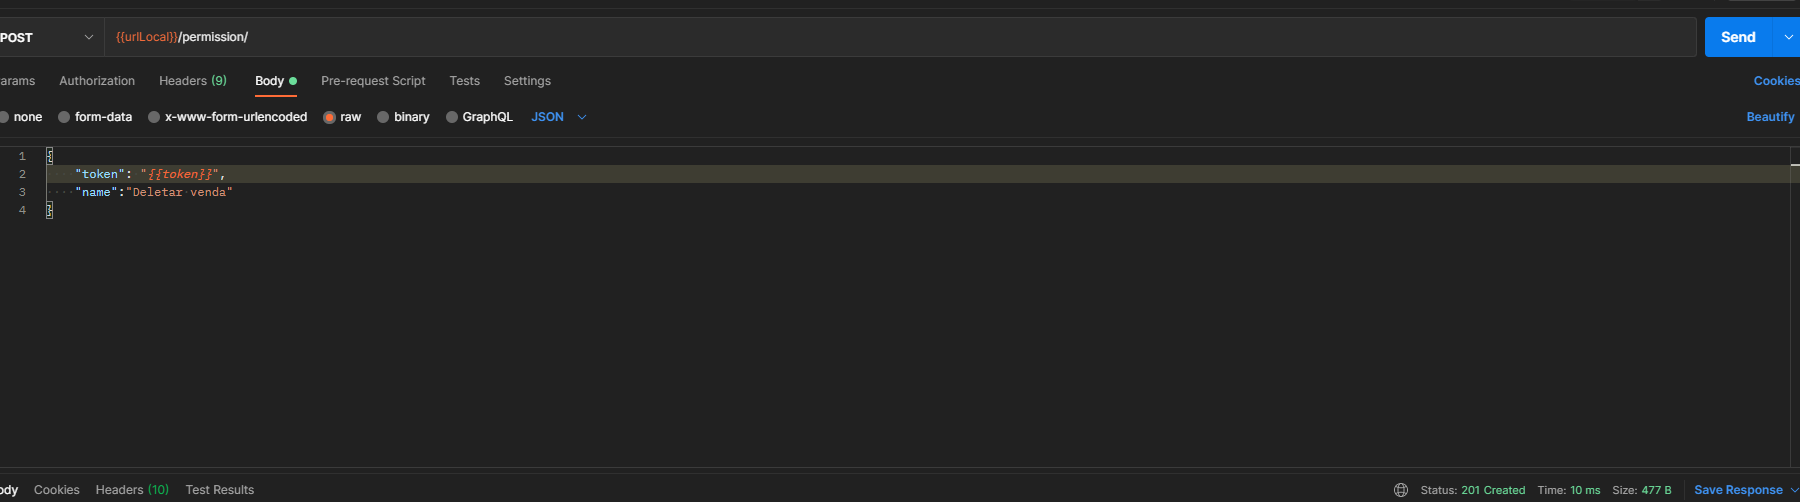 POST {{urlLocal}}/permission/ Send
arams Authorization Headers (9) Body Pre-request Script Tests Settings Cookies
none form-data x-www-form-urlencoded raw binary GraphQL JSON Beautify
1 {
2 "token": "{{token}}",
3 "name":"Deletar venda"
4 }
ody Cookies Headers (10) Test Results Status: 201 Created Time: 10 ms Size: 477 B Save Response